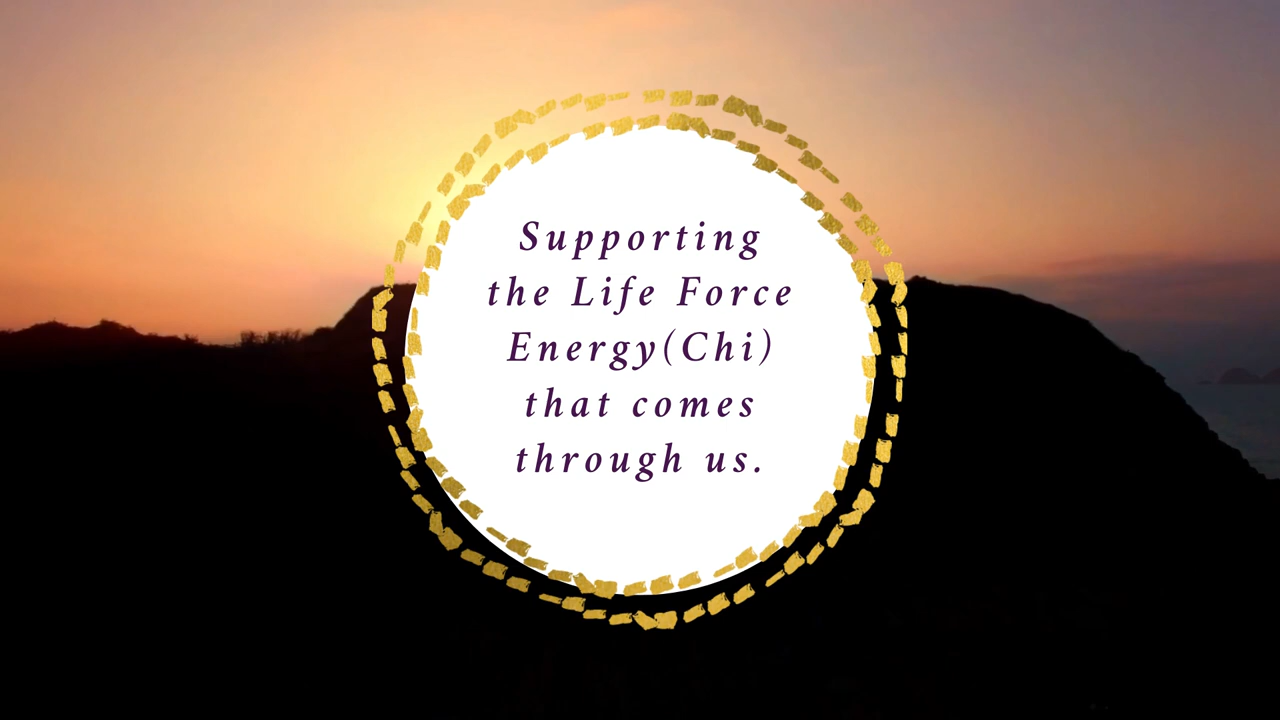 Supporting
the Life Force
Energy(Chi)
that comes
through us.